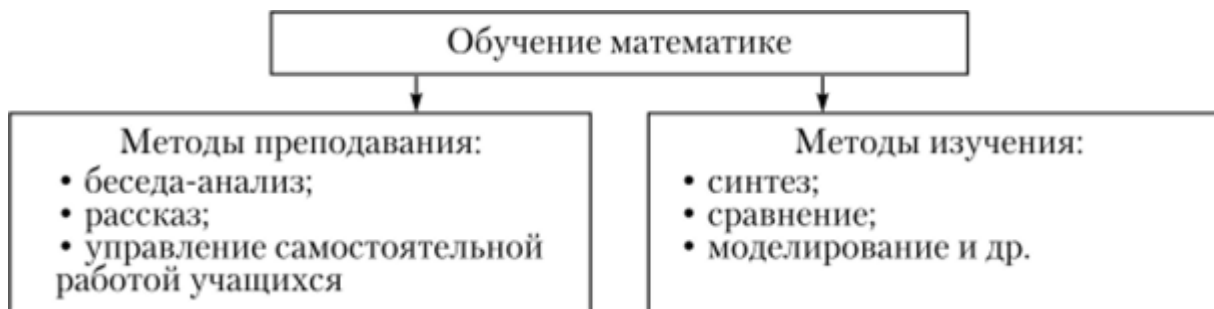 Обучение математике
Методы преподавания:
• беседа-анализ;
• рассказ;
• управление самостоятельной
работой учащихся
Методы изучения:
• синтез;
• сравнение;
• моделирование и др.